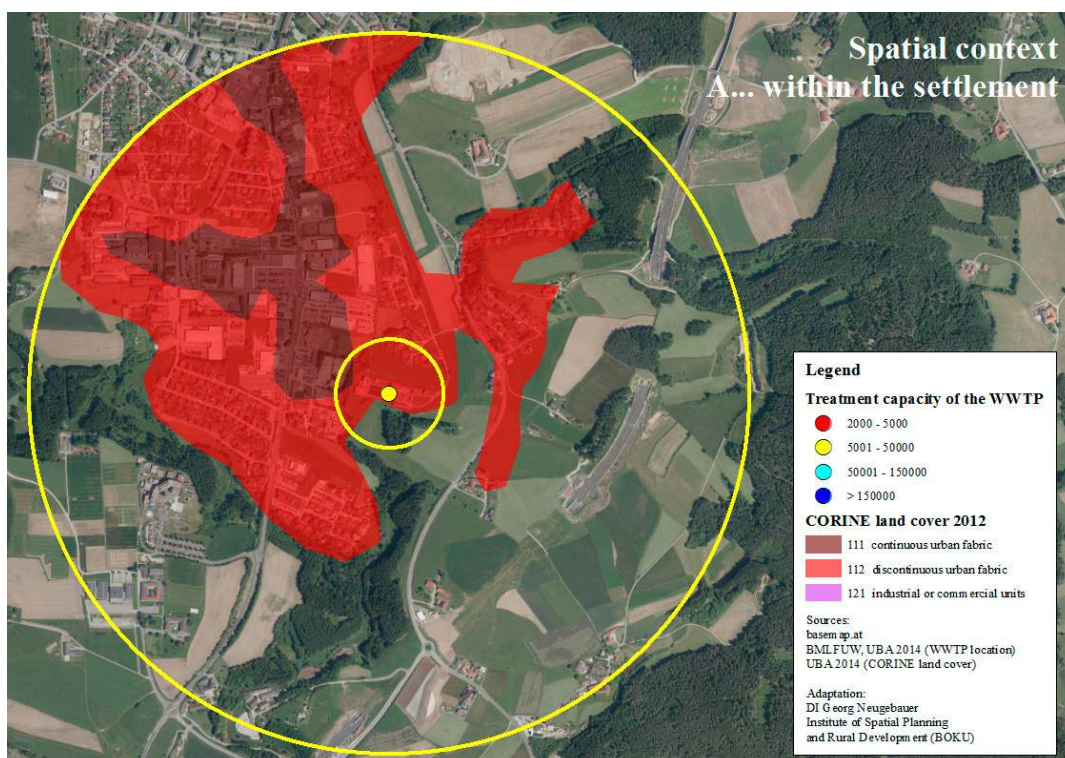 Spatial context
A... within the settlement
Legend
Treatment capacity of the WWTP
2000 - 5000
5001 - 50000
50001 - 150000
> 150000
CORINE land cover 2012
111 continuous urban fabric
112 discontinuous urban fabric
121 industrial or commercial units
Sources:
basemap.at
BMLFUW, UBA 2014 (WWTP location)
UBA 2014 (CORINE land cover)
Adaptation:
DI Georg Neugebauer
Institute of Spatial Planning
and Rural Development (BOKU)